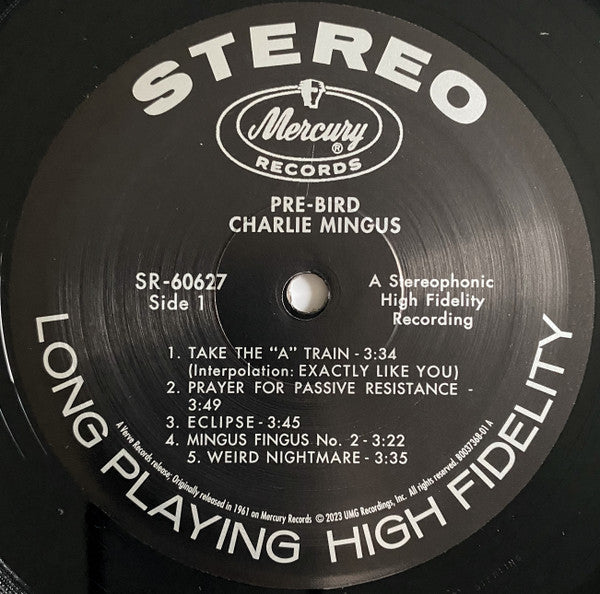 STEREO
Mercury®
RECORDS
PRE-BIRD
CHARLIE MINGUS
SR-60627
Side 1
A Stereophonic
High Fidelity
Recording
1. TAKE THE "A" TRAIN - 3:34
(Interpolation: EXACTLY LIKE YOU)
2. PRAYER FOR PASSIVE RESISTANCE -
3:49
3. ECLIPSE - 3:45
4. MINGUS FINGUS No. 2 - 3:22
5. WEIRD NIGHTMARE - 3:35
A Verve Records release; Originally released in 1961 on Mercury Records © 2023 UMG Recordings, Inc. All rights reserved. B0037368-01 A
LONG PLAYING HIGH FIDELITY